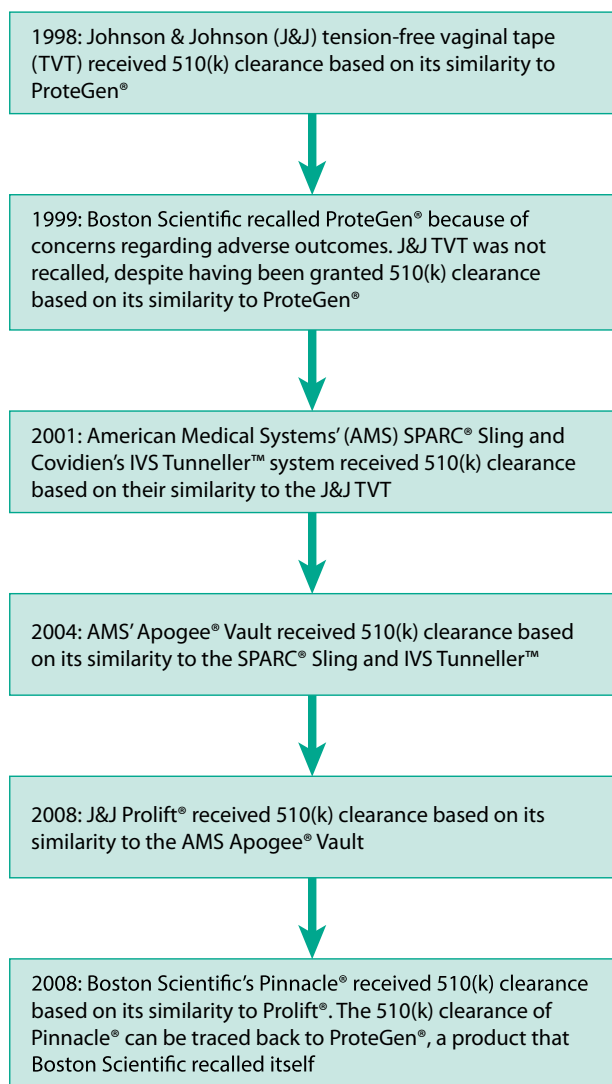 1998: Johnson & Johnson (J&J) tension-free vaginal tape
(TVT) received 510(k) clearance based on its similarity to
ProteGen®
1999: Boston Scientific recalled ProteGen® because of
concerns regarding adverse outcomes. J&J TVT was not
recalled, despite having been granted 510(k) clearance
based on its similarity to ProteGen®
2001: American Medical Systems’ (AMS) SPARC® Sling and
Covidien’s IVS Tunneller™ system received 510(k) clearance
based on their similarity to the J&J TVT
2004: AMS’ Apogee® Vault received 510(k) clearance based
on its similarity to the SPARC® Sling and IVS Tunneller™
2008: J&J Prolift® received 510(k) clearance based on its
similarity to the AMS Apogee® Vault
2008: Boston Scientific’s Pinnacle® received 510(k) clearance
based on its similarity to Prolift®. The 510(k) clearance of
Pinnacle® can be traced back to ProteGen®, a product that
Boston Scientific recalled itself